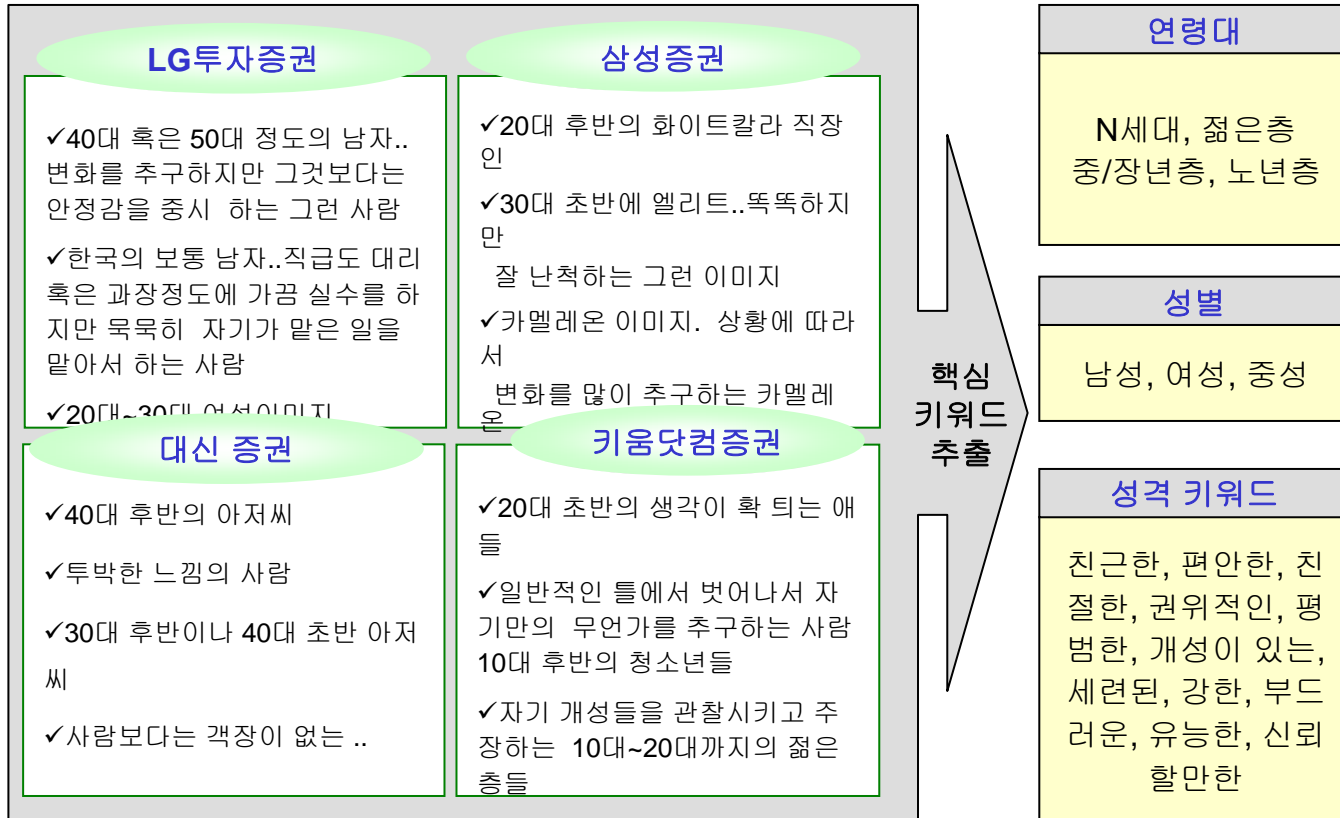 LG투자증권
✓40대 혹은 50대 정도의 남자..
변화를 추구하지만 그것보다는
안정감을 중시 하는 그런 사람
✓한국의 보통 남자..직급도 대리
혹은 과장정도에 가끔 실수를 하
지만 묵묵히 자기가 맡은 일을
맡아서 하는 사람
✓20대~30대 여성이미지
삼성증권
✓20대 후반의 화이트칼라 직장
인
✓30대 초반에 엘리트..똑똑하지
만
잘 난척하는 그런 이미지
✓카멜레온 이미지. 상황에 따라
서
변화를 많이 추구하는 카멜레
온
대신 증권
✓40대 후반의 아저씨
✓투박한 느낌의 사람
✓30대 후반이나 40대 초반 아저
씨
✓사람보다는 객장이 없는 ..
키움닷컴증권
✓20대 초반의 생각이 확 틔는 애
들
✓일반적인 틀에서 벗어나서 자
기만의 무언가를 추구하는 사람
10대 후반의 청소년들
✓자기 개성들을 관찰시키고 주
장하는 10대~20대까지의 젊은
층들
핵심
키워드
추출
연령대
N세대, 젊은층
중/장년층, 노년층
성별
남성, 여성, 중성
성격 키워드
친근한, 편안한, 친
절한, 권위적인, 평
범한, 개성이 있는,
세련된, 강한, 부드
러운, 유능한, 신뢰
할만한